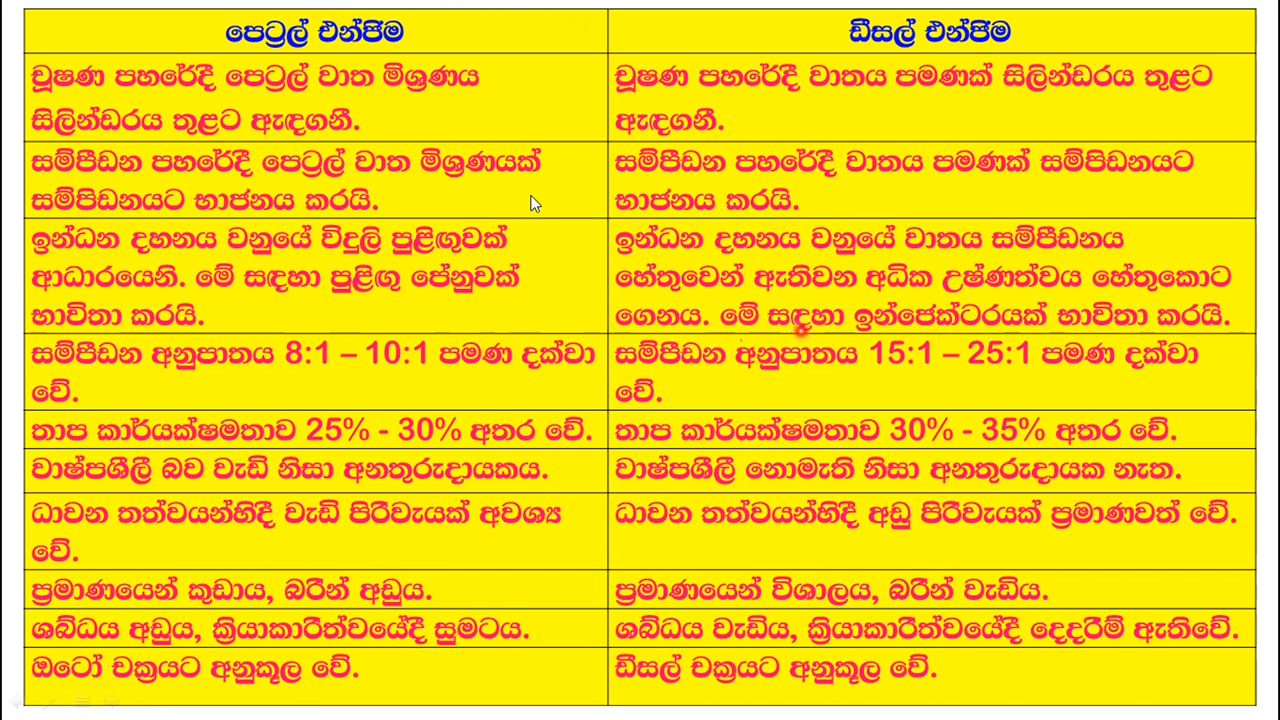 පෙට්‍රල් එන්ජිම
ඩීසල් එන්ජිම
චූෂණ පහරේදී පෙට්‍රල් වාත මිශ්‍රණය
සිලින්ඩරය තුළට ඇඳගනී.
චූෂණ පහරේදී වාතය පමණක් සිලින්ඩරය තුළට
ඇඳගනී.
සම්පීඩන පහරේදී පෙට්‍රල් වාත මිශ්‍රණයක්
සම්පිඩනයට භාජනය කරයි.
සම්පීඩන පහරේදී වාතය පමණක් සම්පිඩනයට
භාජනය කරයි.
ඉන්ධන දහනය වනුයේ විදුලි පුළිඟුවක්
ආධාරයෙනි. මේ සඳහා පුළිඟු පේනුවක්
භාවිතා කරයි.
ඉන්ධන දහනය වනුයේ වාතය සම්පීඩනය
හේතුවෙන් ඇතිවන අධික උෂ්ණත්වය හේතුකොට
ගෙනය. මේ සඳහා ඉන්පේක්ටරයක් භාවිතා කරයි.
සම්පීඩන අනුපාතය 8:1 – 10:1 පමණ දක්වා
වේ.
සම්පීඩන අනුපාතය 15:1 – 25:1 පමණ දක්වා
වේ.
තාප කාර්යක්ෂමතාව 25% - 30% අතර වේ.
තාප කාර්යක්ෂමතාව 30% - 35% අතර වේ.
වාෂ්පශීලී බව වැඩි නිසා අනතුරුදායකය.
වාෂ්පශීලී නොමැති නිසා අනතුරුදායක නැත.
ධාවන තත්වයන්හිදී වැඩි පිරිවැයක් අවශ්‍ය
වේ.
ධාවන තත්වයන්හිදී අඩු පිරිවැයක් ප්‍රමාණවත් වේ.
ප්‍රමාණයෙන් කුඩාය, බරින් අඩුය.
ප්‍රමාණයෙන් විශාලය, බරින් වැඩිය.
ශබ්ධය අඩුය, ක්‍රියාකාරීත්වයේදී සුමටය.
ශබ්ධය වැඩිය, ක්‍රියාකාරීත්වයේදී දෙදරීම් ඇතිවේ.
ඔටෝ චක්‍රයට අනුකූල වේ.
ඩීසල් චක්‍රයට අනුකූල වේ.